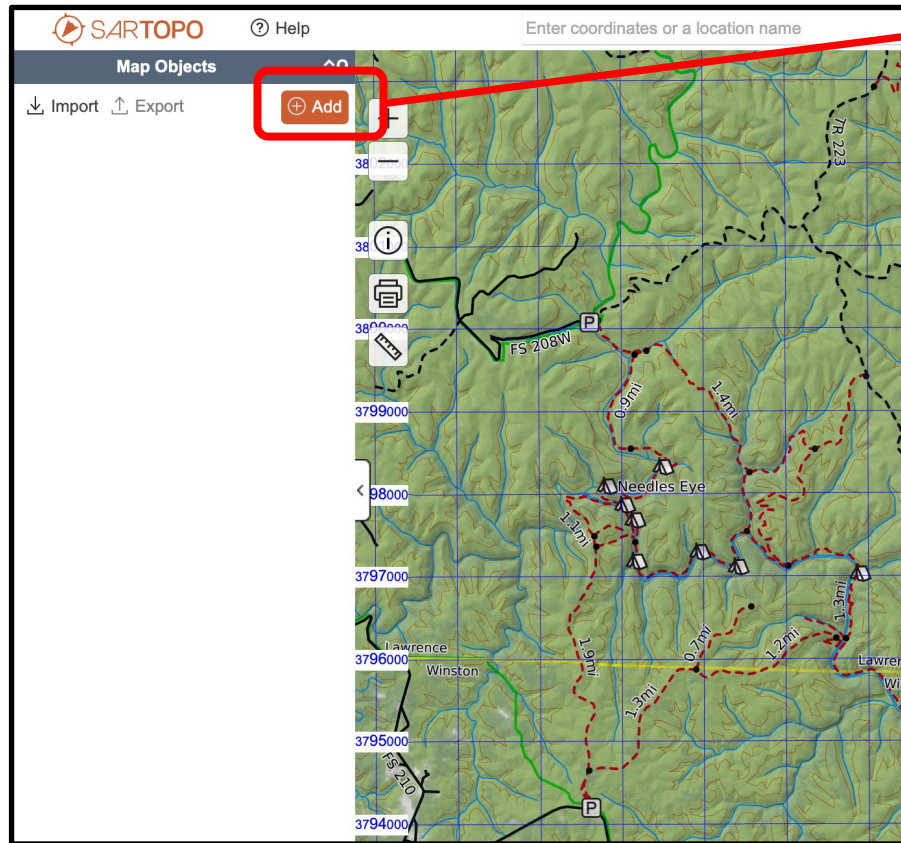 SARTOPO
Help
Enter coordinates or a location name
Map Objects
Import
Export
Add
TR 223
FS 208W
0.9mi
1.4mi
3799000
Needles Eye
98000
1.1mi
3797000
1.3mi
1.9mi
0.7mi
1.2mi
Lawrence
3796000
Lawren
Winston
Wi
1.3mi
3795000
FS 210
3794000
P
P